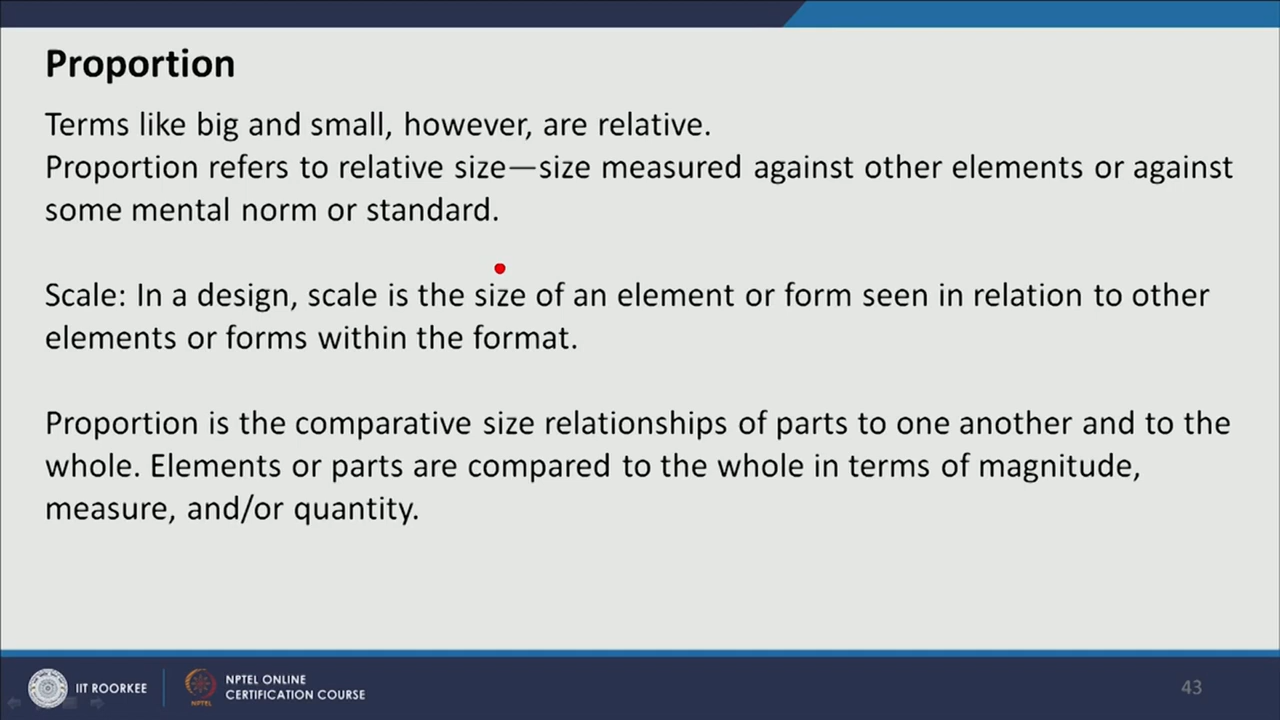 Proportion
Terms like big and small, however, are relative.
Proportion refers to relative size—size measured against other elements or against
some mental norm or standard.
Scale: In a design, scale is the size of an element or form seen in relation to other
elements or forms within the format.
Proportion is the comparative size relationships of parts to one another and to the
whole. Elements or parts are compared to the whole in terms of magnitude,
measure, and/or quantity.
IIT ROORKEE
NPTEL
NPTEL ONLINE
CERTIFICATION COURSE
43